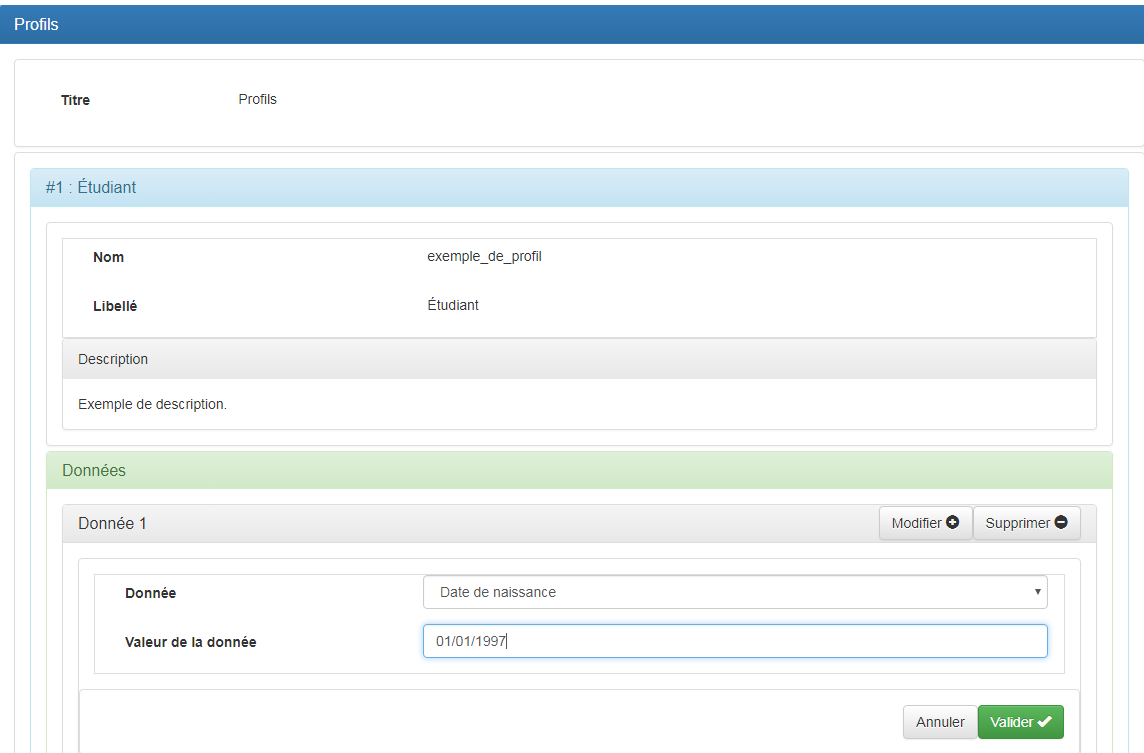 Profils
Titre Profils
#1 : Étudiant
Nom exemple_de_profil
Libellé Étudiant
Description
Exemple de description.
Données
Donnée 1 Modifier Supprimer
Donnée Date de naissance
Valeur de la donnée 01/01/1997
Annuler Valider